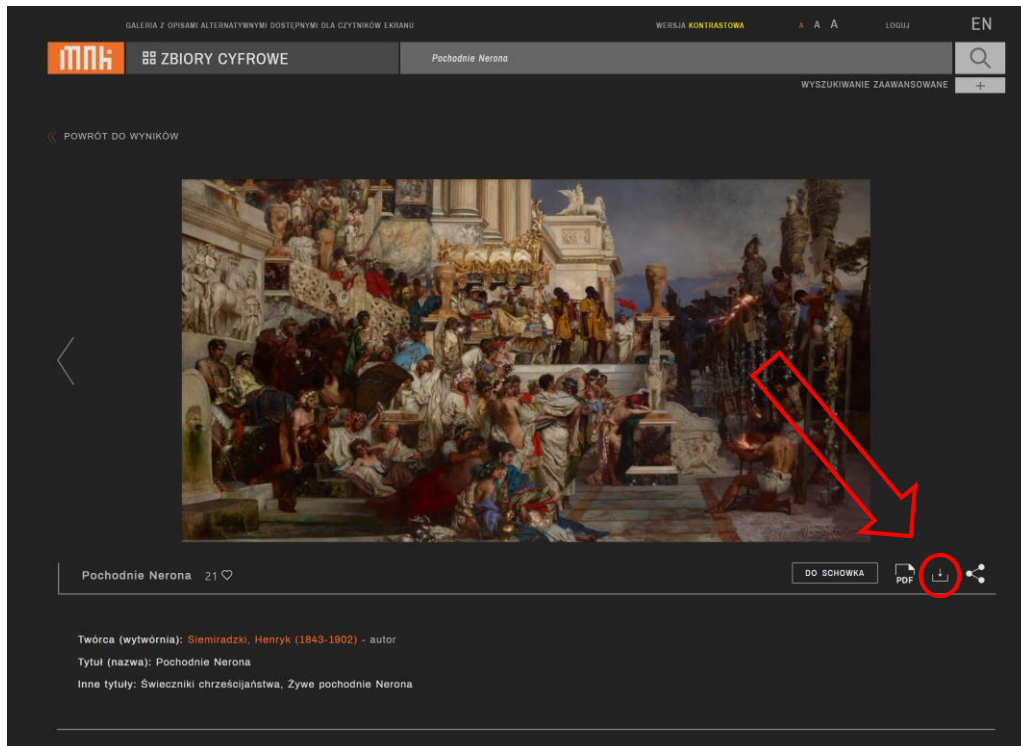 GALERIA Z OPISAMI ALTERNATYWNYMI DOSTĘPNYMI DLA CZYTNIKÓW EKRANU WERSJA KONTRASTOWA A A A LOGUJ EN
mnk ZBIORY CYFROWE Pochodnie Nerona
WYSZUKIWANIE ZAAWANSOWANE +
POWRÓT DO WYNIKÓW
Pochodnie Nerona 21 DO SCHOWKA PDF
Twórca (wytwórnia): Siemiradzki, Henryk (1843-1902) - autor
Tytuł (nazwa): Pochodnie Nerona
Inne tytuły: Świeczniki chrześcijaństwa, Żywe pochodnie Nerona